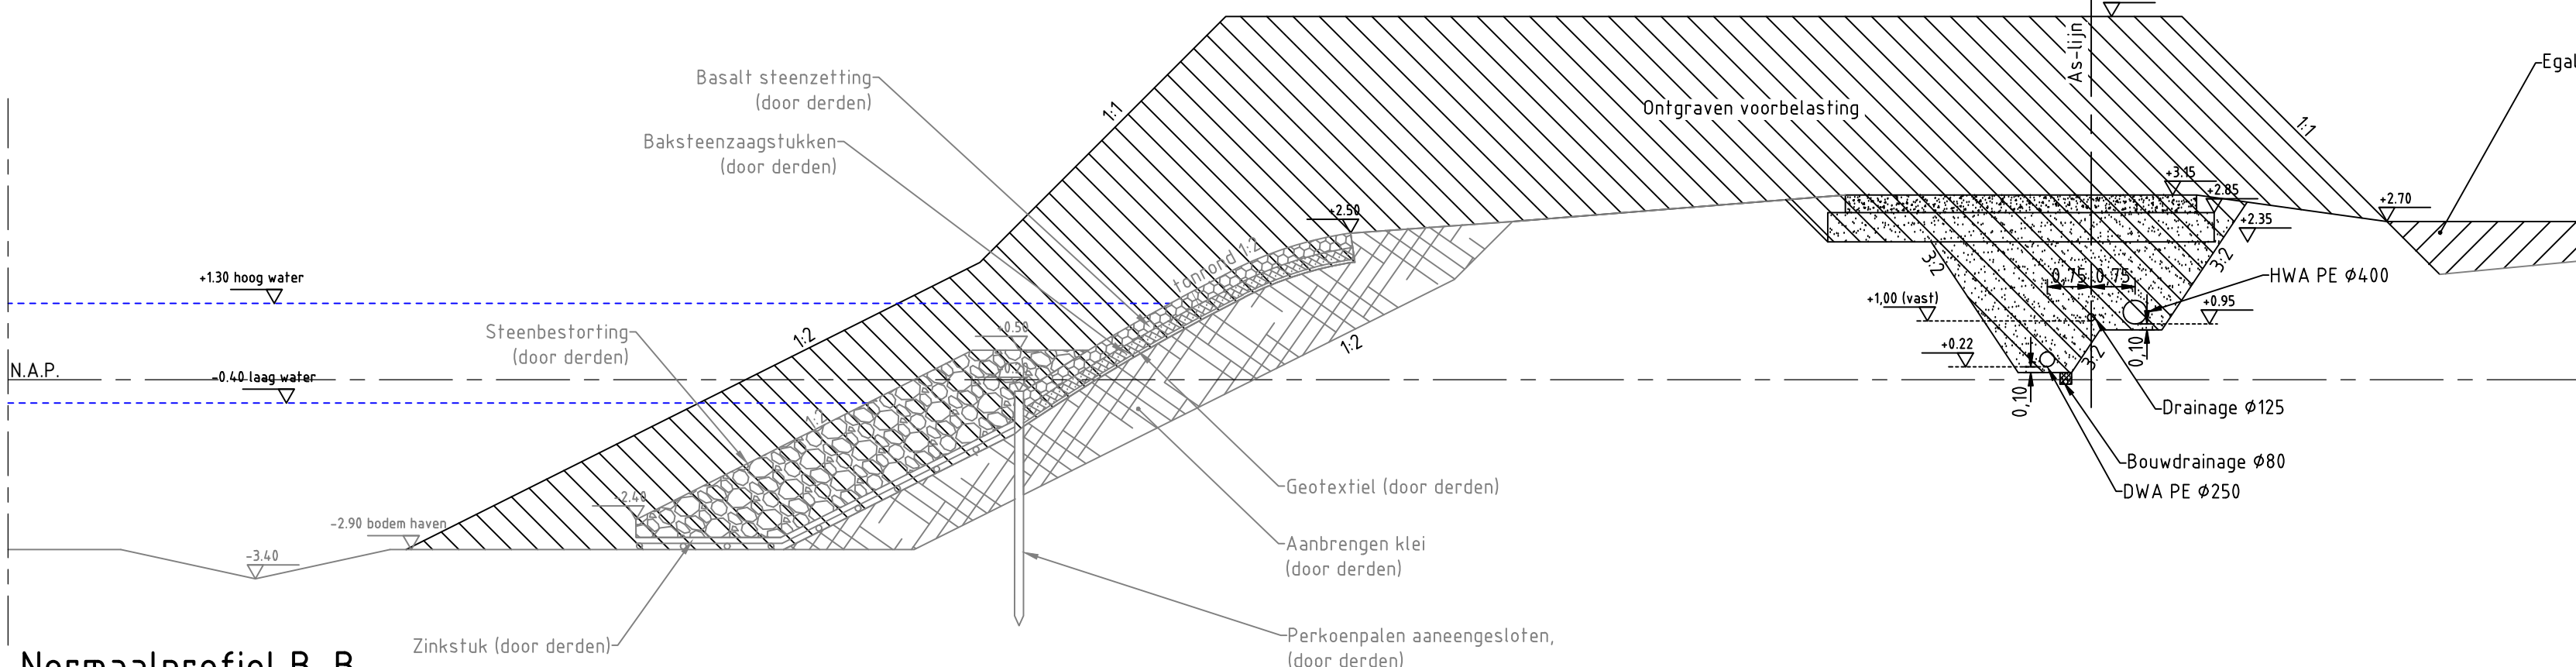 As-lijn
Egal
Basalt steenzetting
(door derden)
1:1
Ontgraven voorbelasting
1:1
Baksteenzaagstukken
(door derden)
+3.15
+2.85
+2.70
+2.50
+2.35
talurond 1:2
3:2
3:2
0,75
0,75
HWA PE Ø400
+1.30 hoog water
+1,00 (vast)
+0.95
Steenbestorting
(door derden)
1:2
+0.50
1:2
+0.22
3:2
0,10
N.A.P.
-0.40 laag water
0,10
Drainage Ø125
1:2
Bouwdrainage Ø80
DWA PE Ø250
-2.40
Geotextiel (door derden)
-2.90 bodem haven
-3.40
Aanbrengen klei
(door derden)
Zinkstuk (door derden)
Perkoenpalen aaneengesloten,
(door derden)
Normaalprofiel B-B